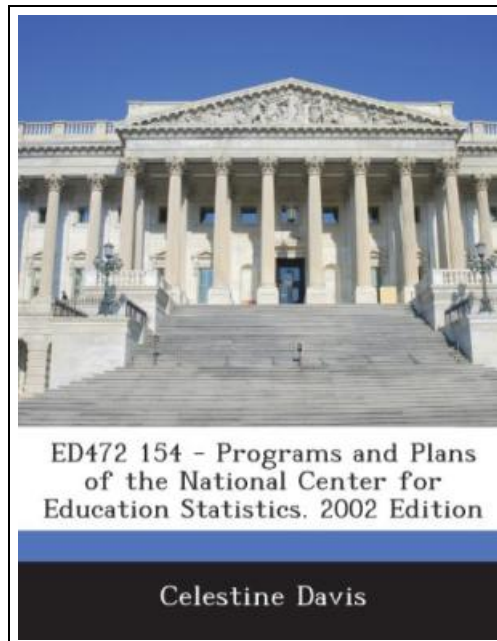 ED472 154 - Programs and Plans
of the National Center for
Education Statistics. 2002 Edition
Celestine Davis